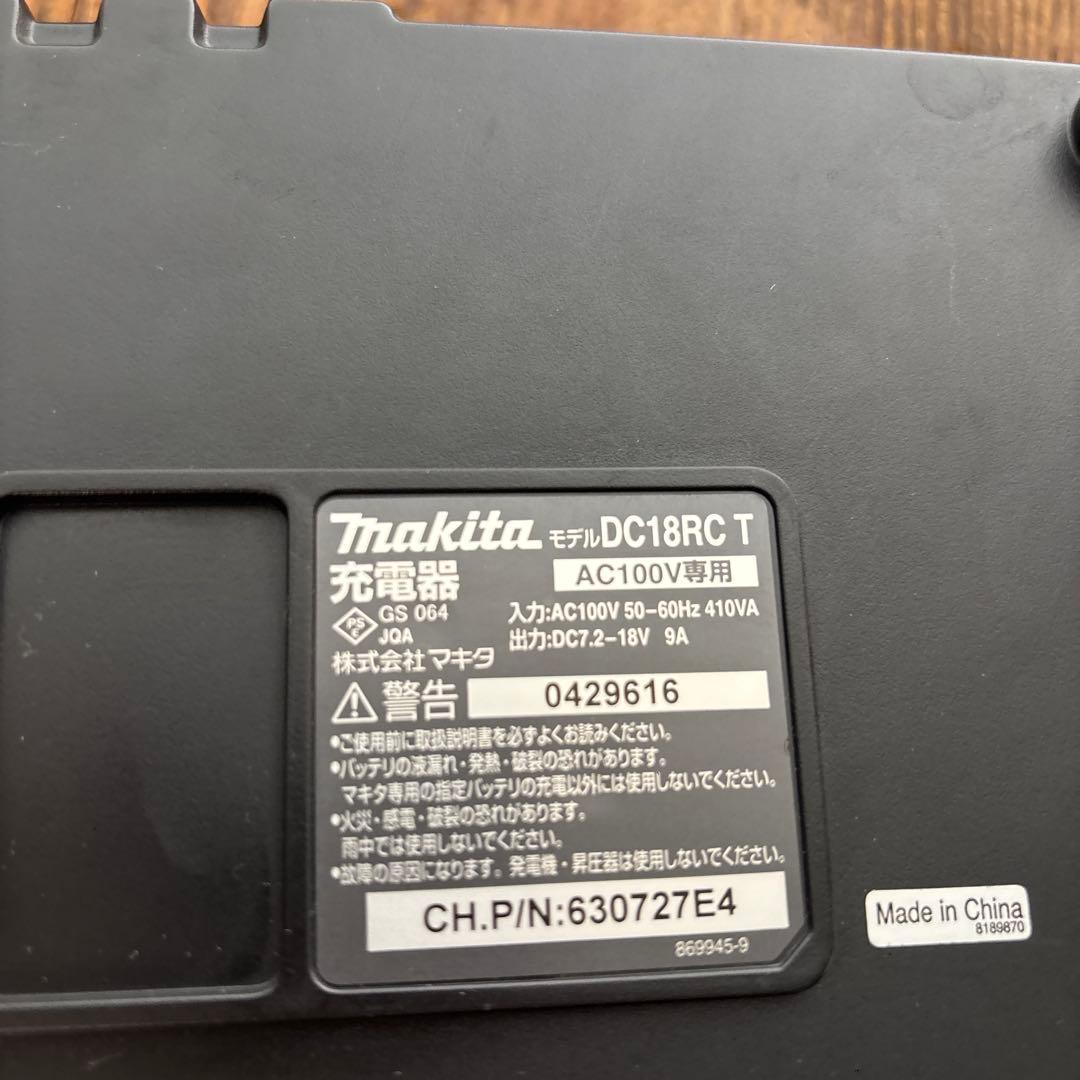 makita モデルDC18RC T
充電器 AC100V専用
PSE GS 064 入力:AC100V 50-60Hz 410VA
JQA 出力:DC7.2-18V 9A
株式会社マキタ
警告 0429616
•ご使用前に取扱説明書を必ずよくお読みください。
•バッテリの液漏れ・発熱・破裂の恐れがあります。
マキタ専用の指定バッテリの充電以外には使用しないでください。
•火災・感電・破裂の恐れがあります。
雨中では使用しないでください。
•故障の原因になります。発電機・昇圧器は使用しないでください。
CH.P/N:630727E4
869945-9
Made in China
8189870